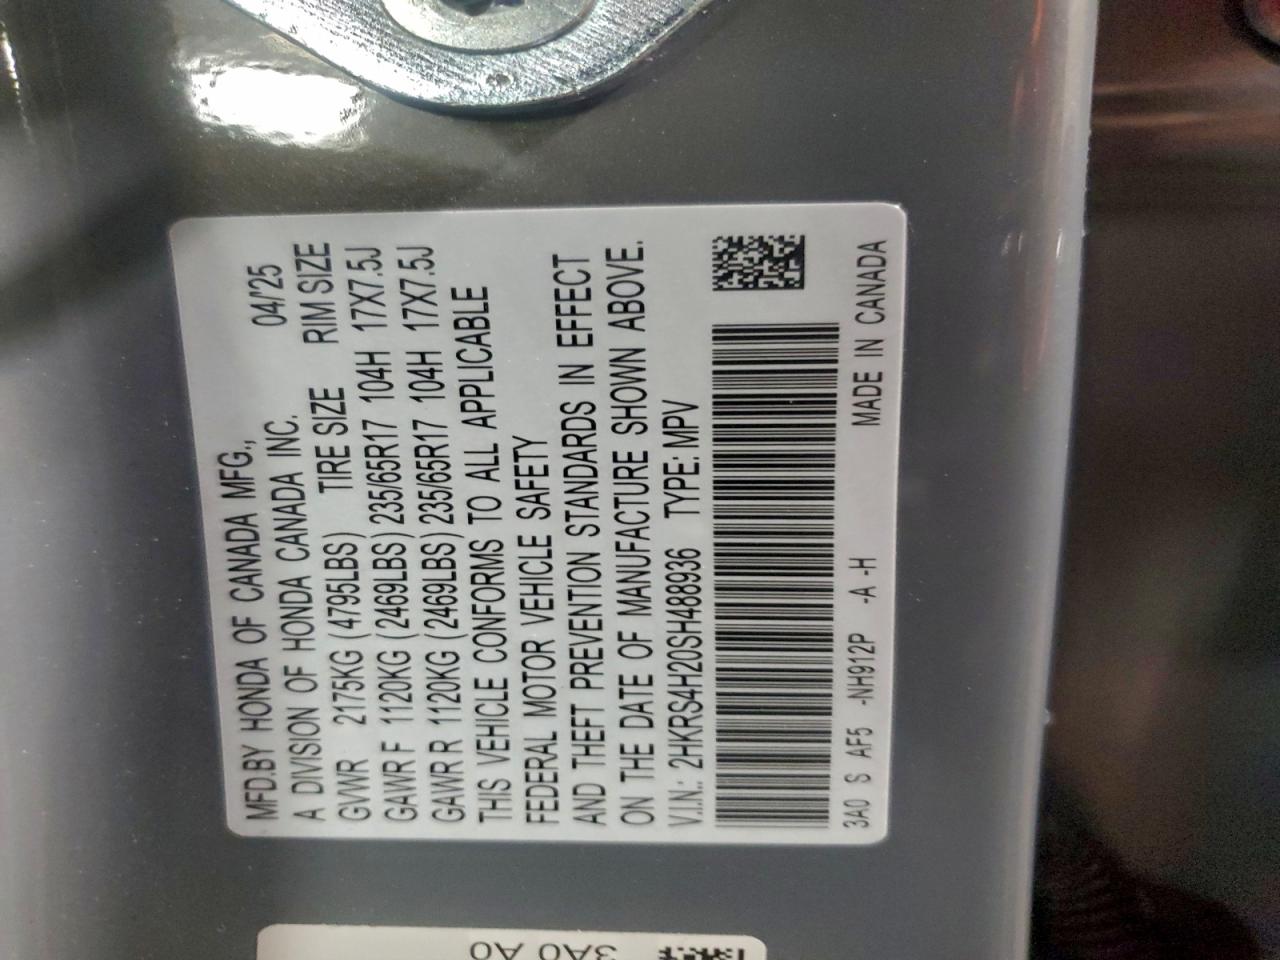 MFD.BY HONDA OF CANADA MFG.,
A DIVISION OF HONDA CANADA INC. 04/'25
GVWR 2175KG (4795LBS) TIRE SIZE RIM SIZE
GAWR F 1120KG (2469LBS) 235/65R17 104H 17X7.5J
GAWR R 1120KG (2469LBS) 235/65R17 104H 17X7.5J
THIS VEHICLE CONFORMS TO ALL APPLICABLE
FEDERAL MOTOR VEHICLE SAFETY
AND THEFT PREVENTION STANDARDS IN EFFECT
ON THE DATE OF MANUFACTURE SHOWN ABOVE.
V.I.N.: 2HKRS4H20SH488936 TYPE: MPV
3A0 S AF5 -NH912P -A -H MADE IN CANADA
3A0 A0